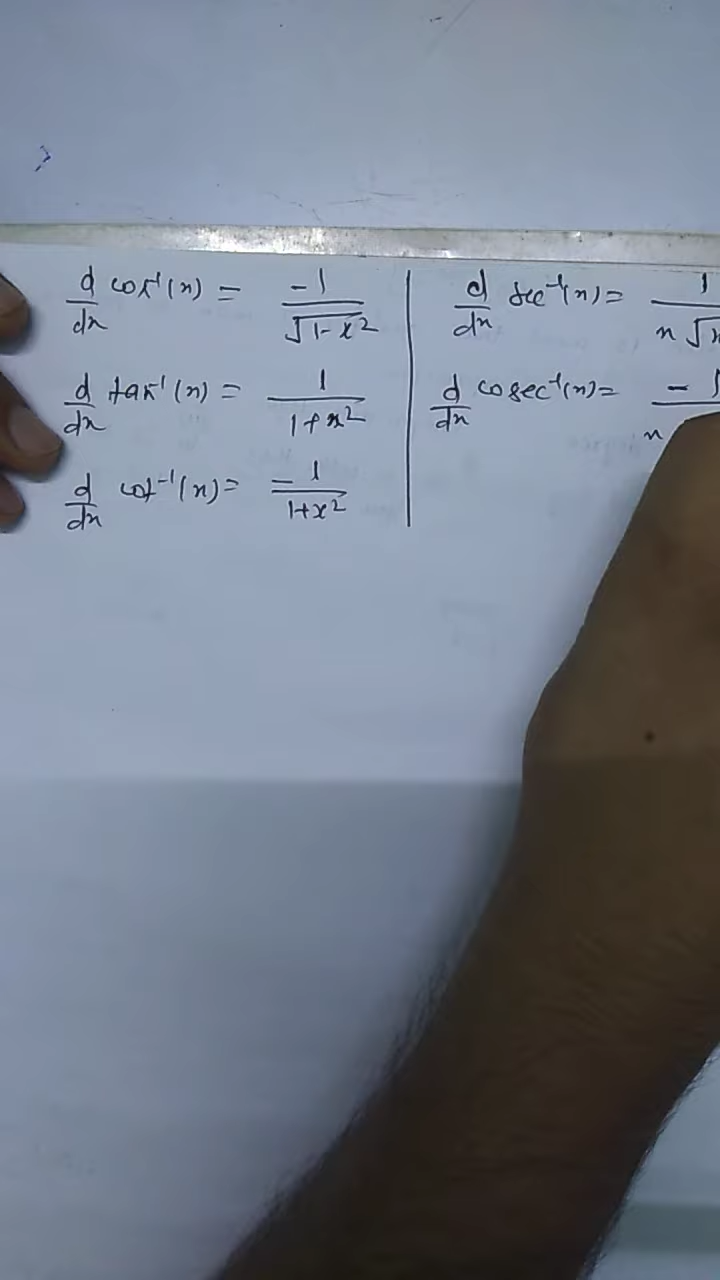 d/dx cos⁻¹(x) = -1/√1-x²
d/dx tan⁻¹(x) = 1/1+x²
d/dx cot⁻¹(x) = -1/1+x²
d/dx sec⁻¹(x) = 1/x√x
d/dx cosec⁻¹(x) = -1/x